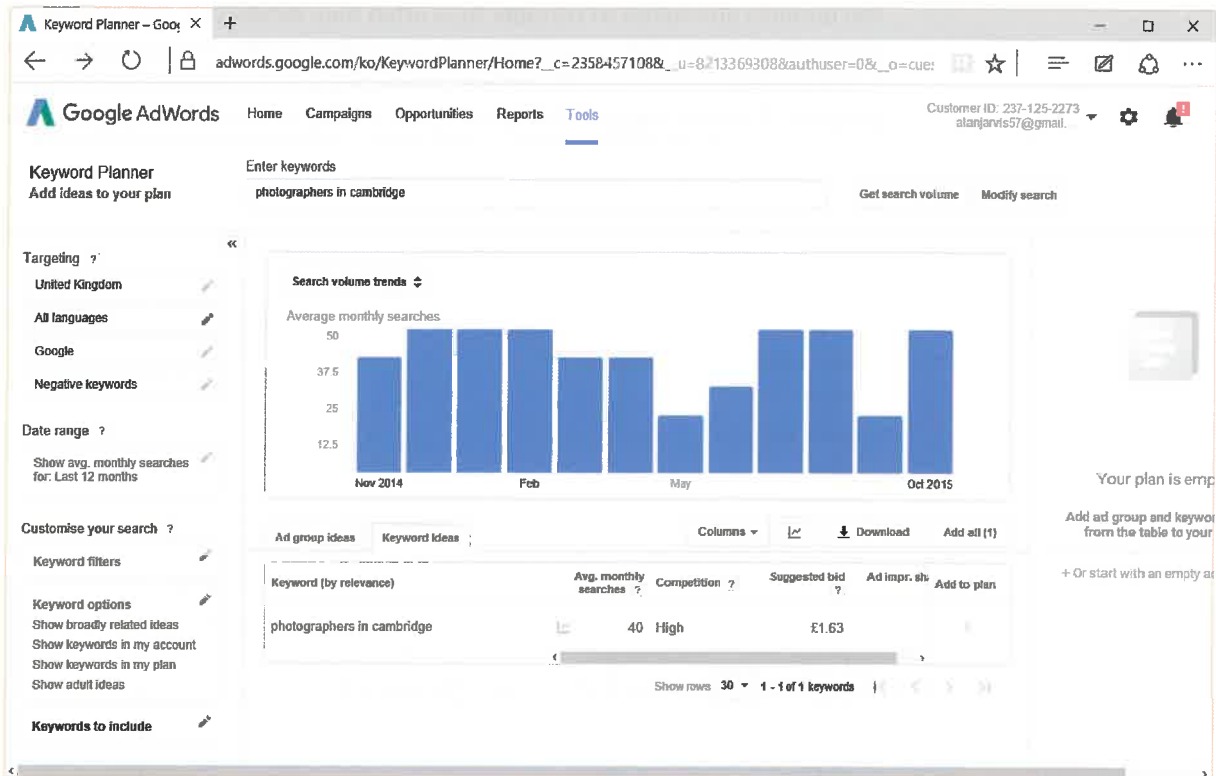 Keyword Planner – Goog
adwords.google.com/ko/KeywordPlanner/Home?__c=2358457108&__u=8213369308&authuser=0&__o=cues
Google AdWords Home Campaigns Opportunities Reports Tools
Customer ID: 237-125-2273
alanjarvis57@gmail.
Keyword Planner
Add ideas to your plan
Enter keywords
photographers in cambridge
Get search volume Modify search
Targeting ?
United Kingdom
All languages
Google
Negative keywords
Date range ?
Show avg. monthly searches
for: Last 12 months
Customise your search ?
Keyword filters
Keyword options
Show broadly related ideas
Show keywords in my account
Show keywords in my plan
Show adult ideas
Keywords to include
Search volume trends
Average monthly searches
50
37.5
25
12.5
Nov 2014 Feb May Oct 2015
Ad group ideas Keyword ideas
Columns Download Add all (1)
Keyword (by relevance) Avg. monthly searches ? Competition ? Suggested bid ? Ad impr. sh Add to plan
photographers in cambridge 40 High £1.63
Show rows 30 1 - 1 of 1 keywords
Your plan is emp
Add ad group and keywor
from the table to your
+ Or start with an empty ad